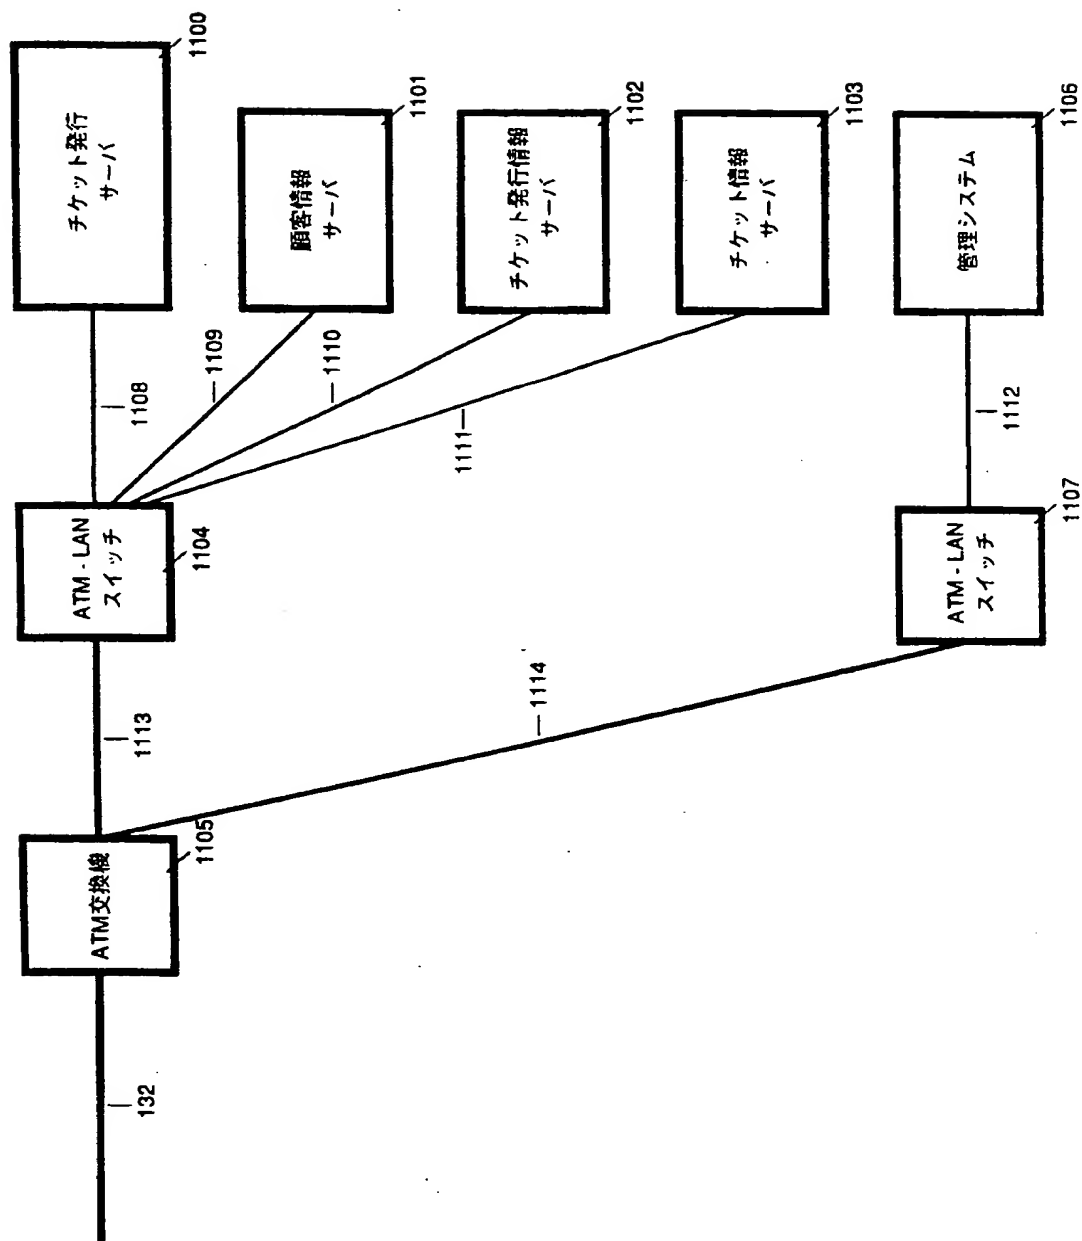 チケット発行
サーバ
1100
顧客情報
サーバ
1101
チケット発行情報
サーバ
1102
チケット情報
サーバ
1103
管理システム
1106
1108
1109
1110
1111
1112
ATM - LAN
スイッチ
1104
ATM - LAN
スイッチ
1107
1113
1114
ATM交換機
1105
132